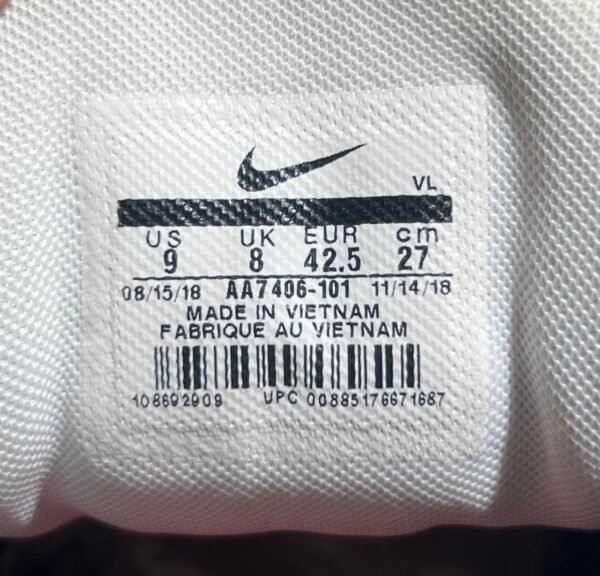 VL
US UK EUR cm
9 8 42.5 27
08/15/18 AA7406-101 11/14/18
MADE IN VIETNAM
FABRIQUE AU VIETNAM
108692909 UPC 00885176671687